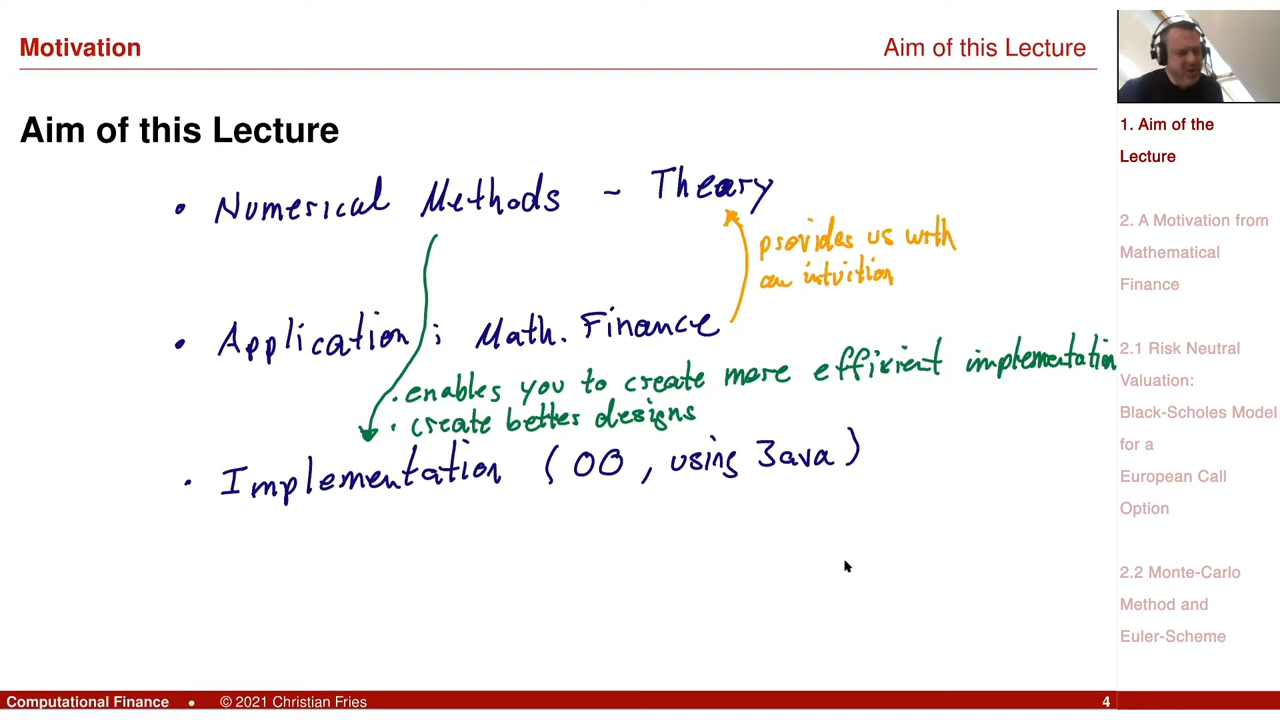 Motivation
Aim of this Lecture
Aim of this Lecture
• Numerical Methods - Theory
provides us with
an intuition
• Application : Math. Finance
• enables you to create more efficient implementation
• create better designs
• Implementation (OO, using Java)
1. Aim of the
Lecture
2. A Motivation from
Mathematical
Finance
2.1 Risk Neutral
Valuation:
Black-Scholes Model
for a
European Call
Option
2.2 Monte-Carlo
Method and
Euler-Scheme
Computational Finance • © 2021 Christian Fries 4